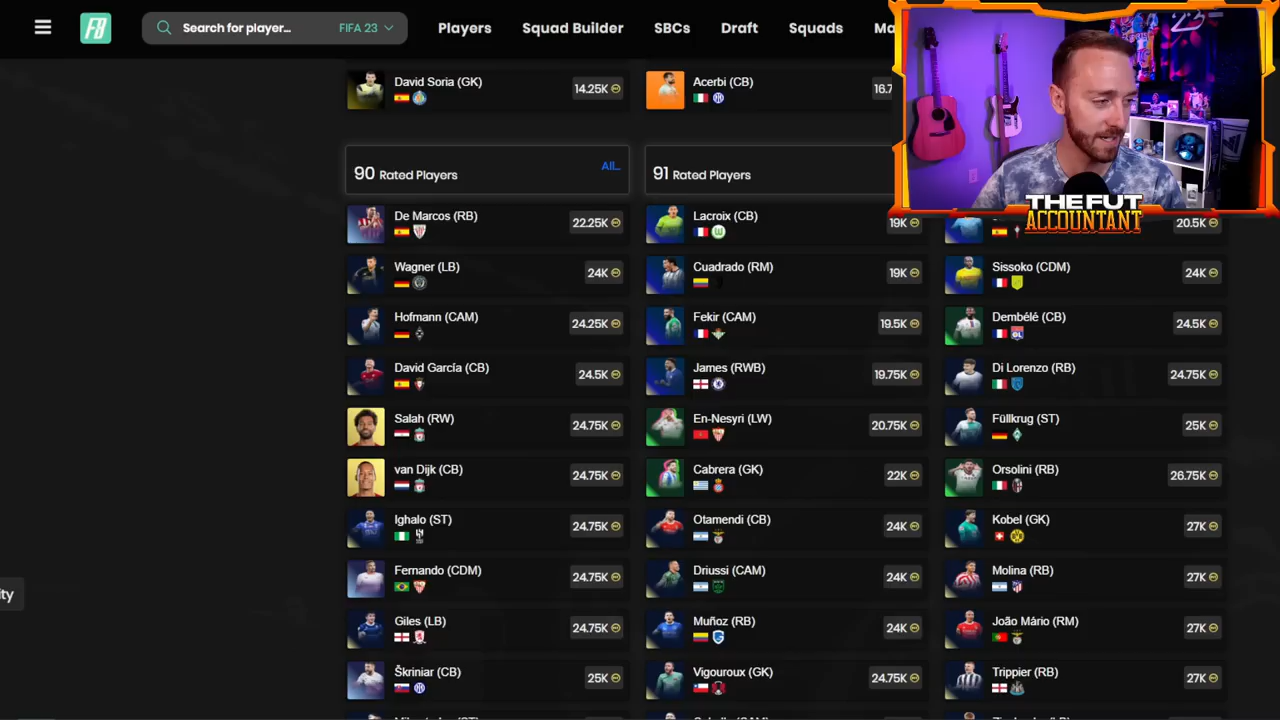 FB
Search for player...
FIFA 23
Players
Squad Builder
SBCs
Draft
Squads
THE FUT
ACCOUNTANT
David Soria (GK)
14.25K
Acerbi (CB)
90 Rated Players
All...
91 Rated Players
De Marcos (RB)
22.25K
Lacroix (CB)
19K
20.5K
Wagner (LB)
24K
Cuadrado (RM)
19K
Sissoko (CDM)
24K
Hofmann (CAM)
24.25K
Fekir (CAM)
19.5K
Dembélé (CB)
24.5K
David García (CB)
24.5K
James (RWB)
19.75K
Di Lorenzo (RB)
24.75K
Salah (RW)
24.75K
En-Nesyri (LW)
20.75K
Füllkrug (ST)
25K
van Dijk (CB)
24.75K
Cabrera (GK)
22K
Orsolini (RB)
26.75K
Ighalo (ST)
24.75K
Otamendi (CB)
24K
Kobel (GK)
27K
Fernando (CDM)
24.75K
Driussi (CAM)
24K
Molina (RB)
27K
ity
Giles (LB)
24.75K
Muñoz (RB)
24K
João Mário (RM)
27K
Škriniar (CB)
25K
Vigouroux (GK)
24.75K
Trippier (RB)
27K